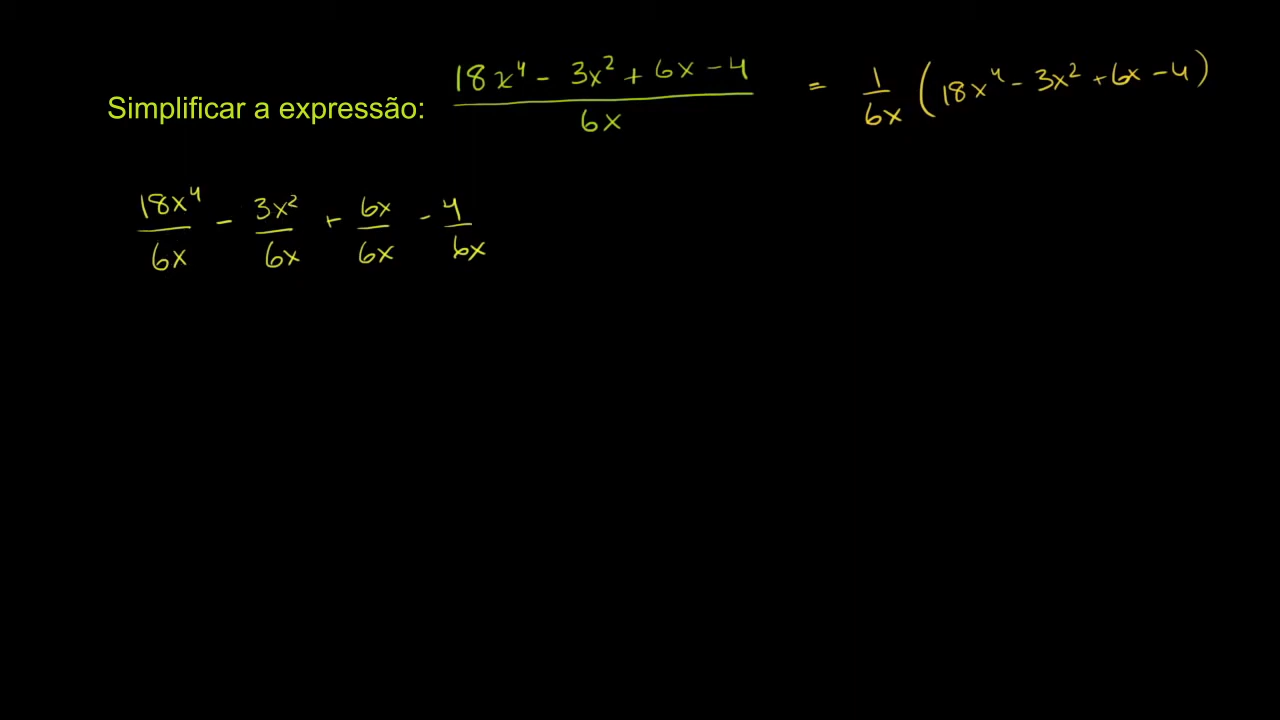 Simplificar a expressão: (18x⁴ - 3x² + 6x - 4)/(6x) = 1/(6x) (18x⁴ - 3x² + 6x - 4)
18x⁴/6x - 3x²/6x + 6x/6x - 4/6x